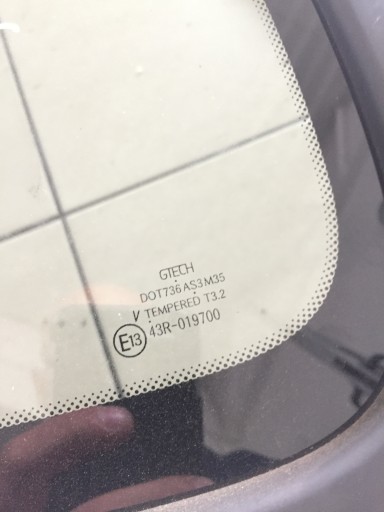 GTECH
DOT736 AS3 M35
V TEMPERED T3.2
E13 43R-019700